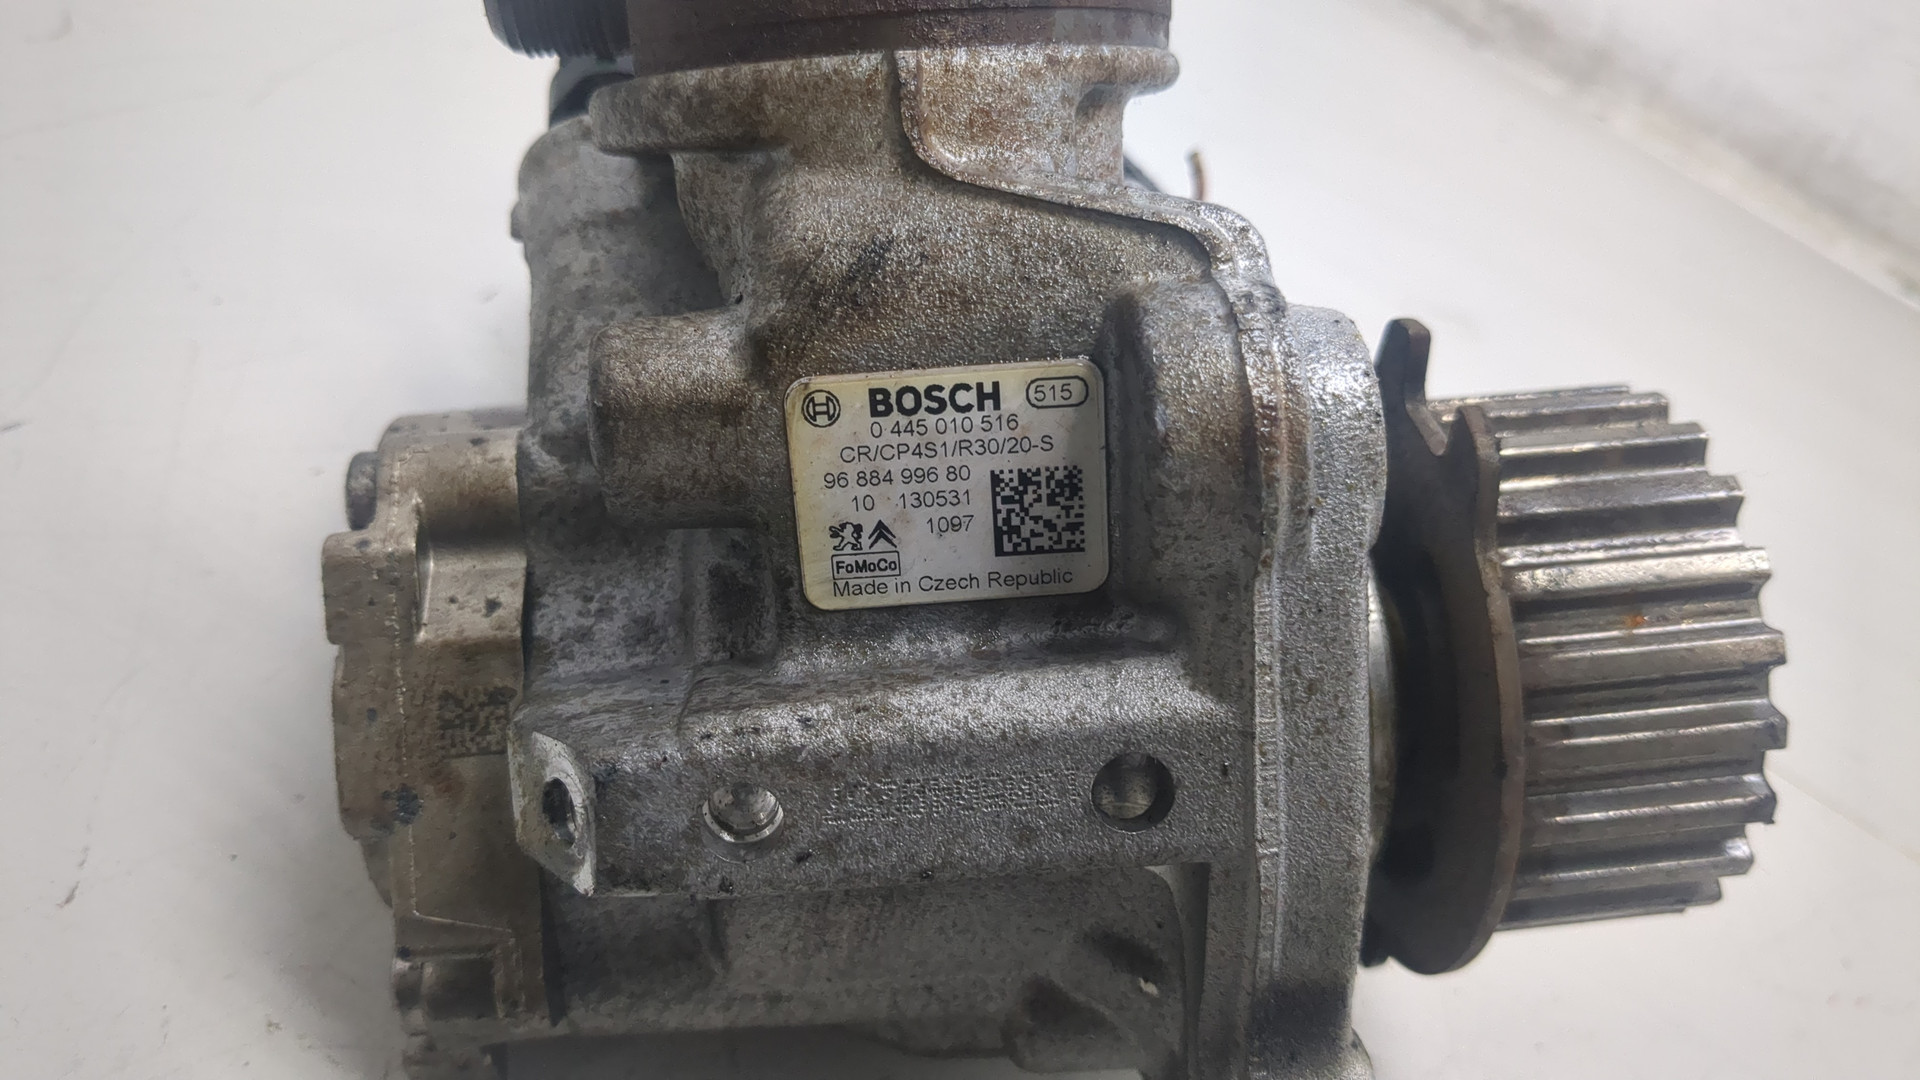 BOSCH 515
0 445 010 516
CR/CP4S1/R30/20-S
96 884 996 80
10 130531
1097
FoMoCo
Made in Czech Republic